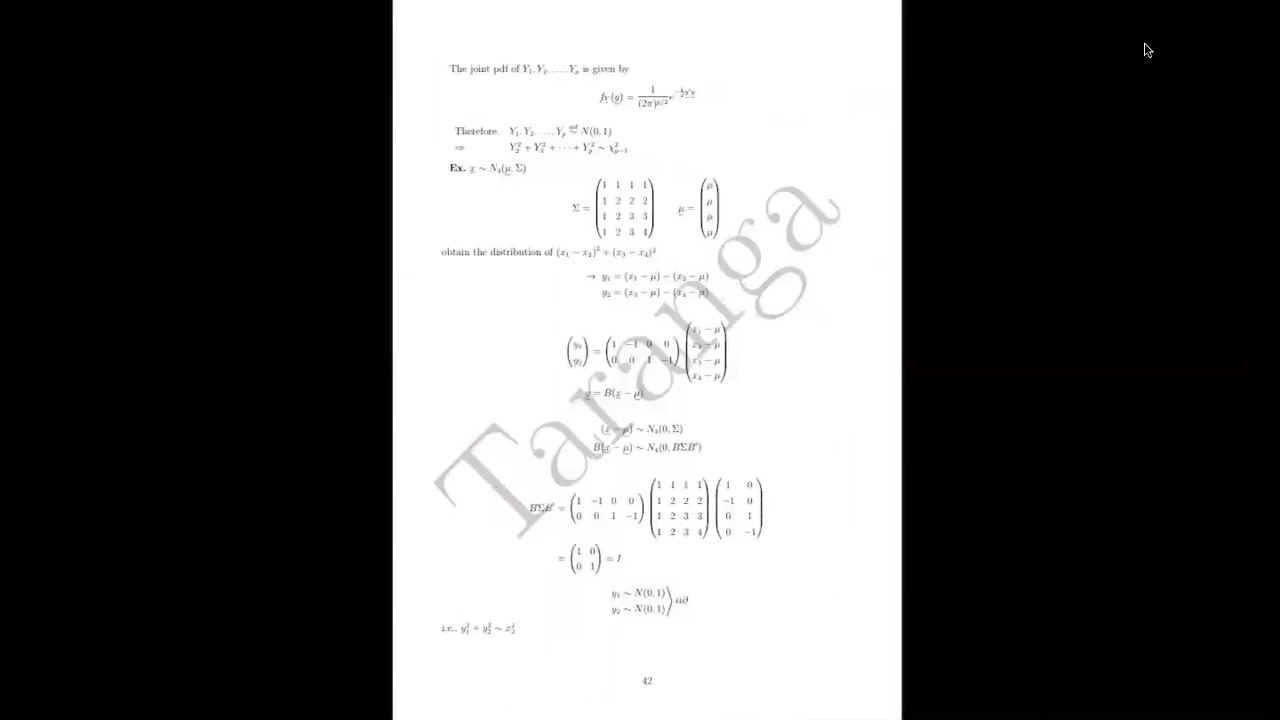 The joint pdf of Y₁, Y₂, …, Yₚ is given by
f_Y(y) = 1/(2π)^{p/2} e^{-½y'y}
Therefore, Y₁, Y₂, …, Yₚ iid ~ N(0, 1)
⇒ Y₂² + Y₃² + ⋯ + Yₚ² ~ χ²_{p−1}
Ex. x ~ N₄(μ, Σ)
Σ = (1 1 1 1; 1 2 2 2; 1 2 3 3; 1 2 3 4) μ = (μ; μ; μ; μ)
obtain the distribution of (x₁ − x₂)² + (x₃ − x₄)²
→ y₁ = (x₁ − μ) − (x₂ − μ)
y₂ = (x₃ − μ) − (x₄ − μ)
(y₁; y₂) = (1 −1 0 0; 0 0 1 −1) (x₁ − μ; x₂ − μ; x₃ − μ; x₄ − μ)
y = B(x − μ)
(x − μ) ~ N₄(0, Σ)
B(x − μ) ~ N₄(0, BΣB')
BΣB' = (1 −1 0 0; 0 0 1 −1) (1 1 1 1; 1 2 2 2; 1 2 3 3; 1 2 3 4) (1 0; −1 0; 0 1; 0 −1)
= (1 0; 0 1) = I
y₁ ~ N(0, 1)
y₂ ~ N(0, 1) ⟩ ii∂
i.e., y₁² + y₂² ~ x₂²
42
Taranga